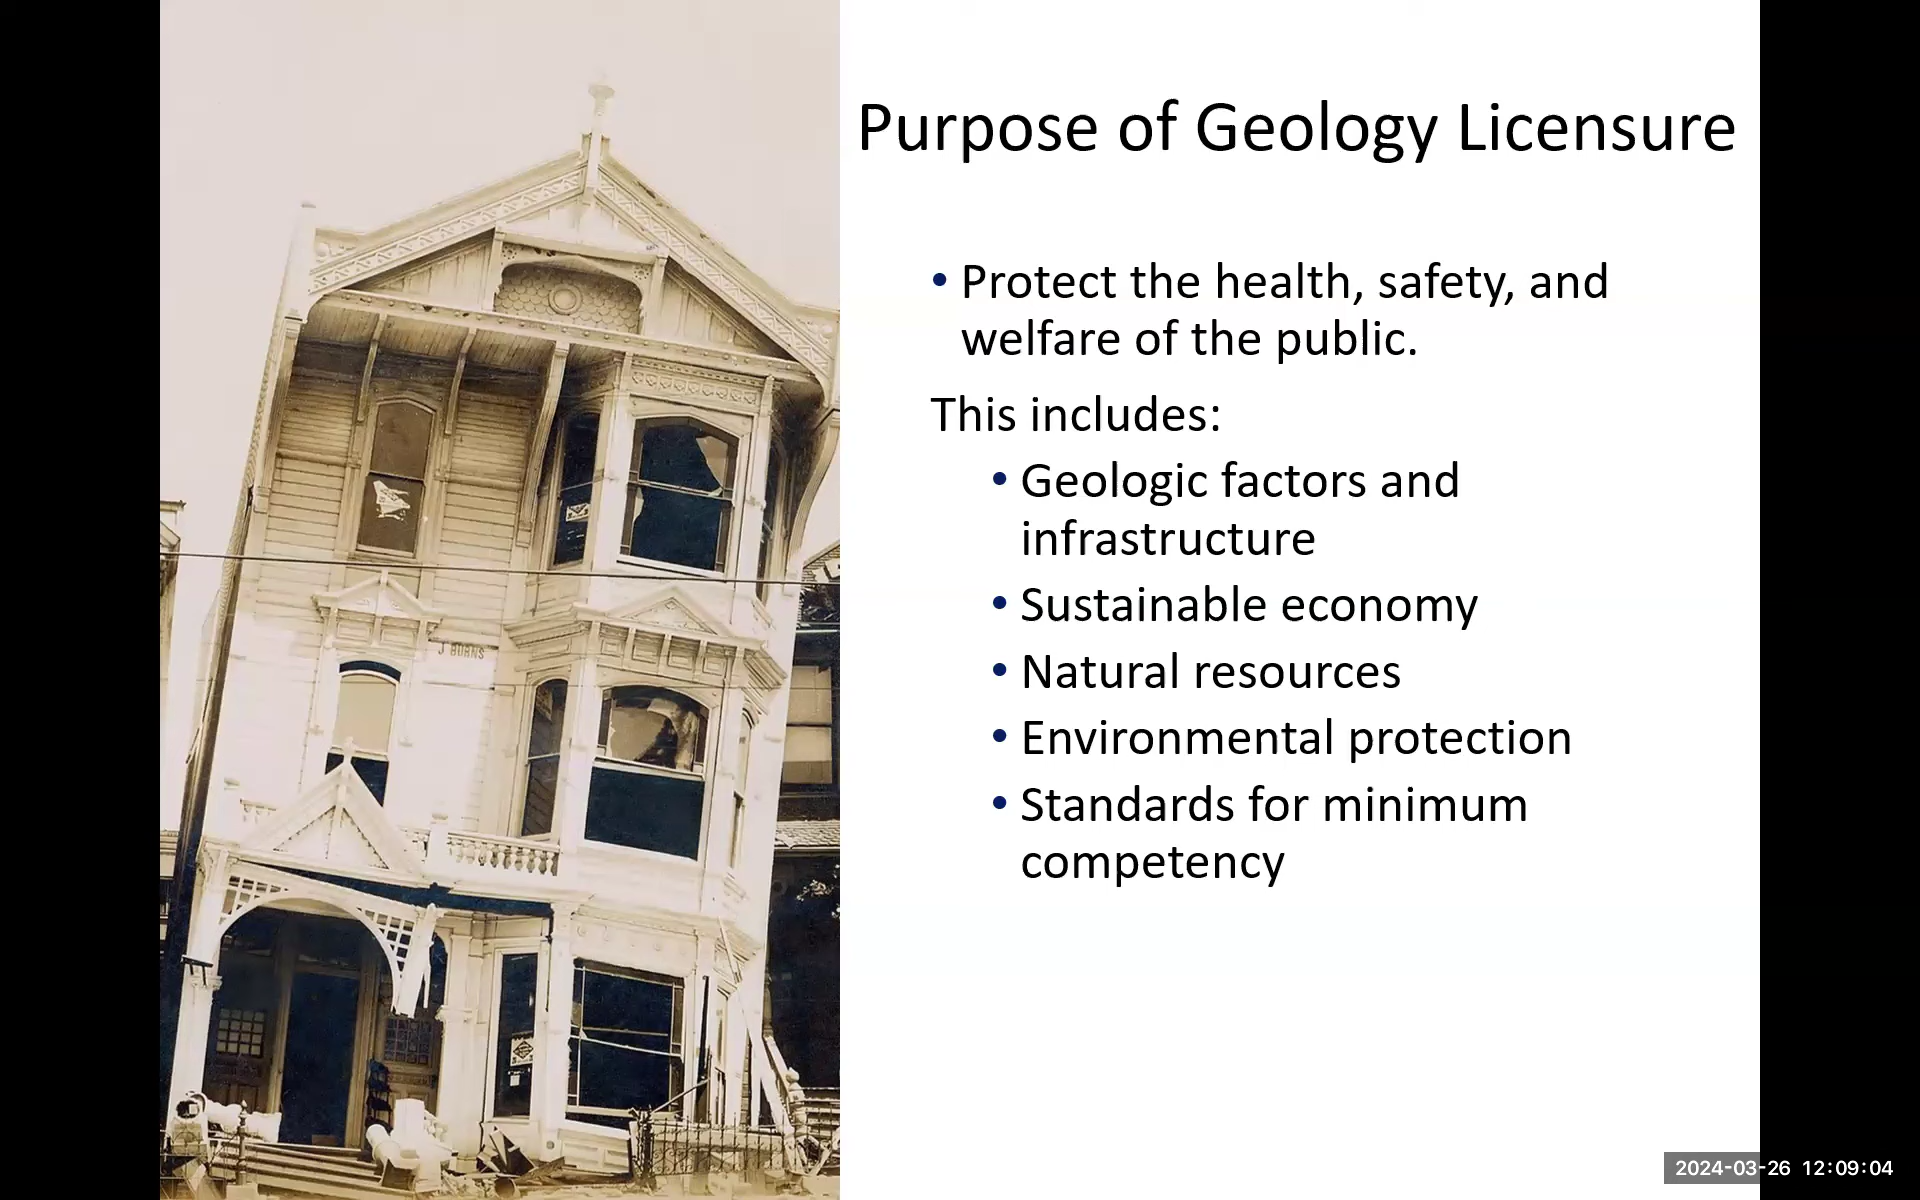 Purpose of Geology Licensure
• Protect the health, safety, and
welfare of the public.
This includes:
• Geologic factors and
infrastructure
• Sustainable economy
• Natural resources
• Environmental protection
• Standards for minimum
competency
J BURNS
2024-03-26 12:09:04